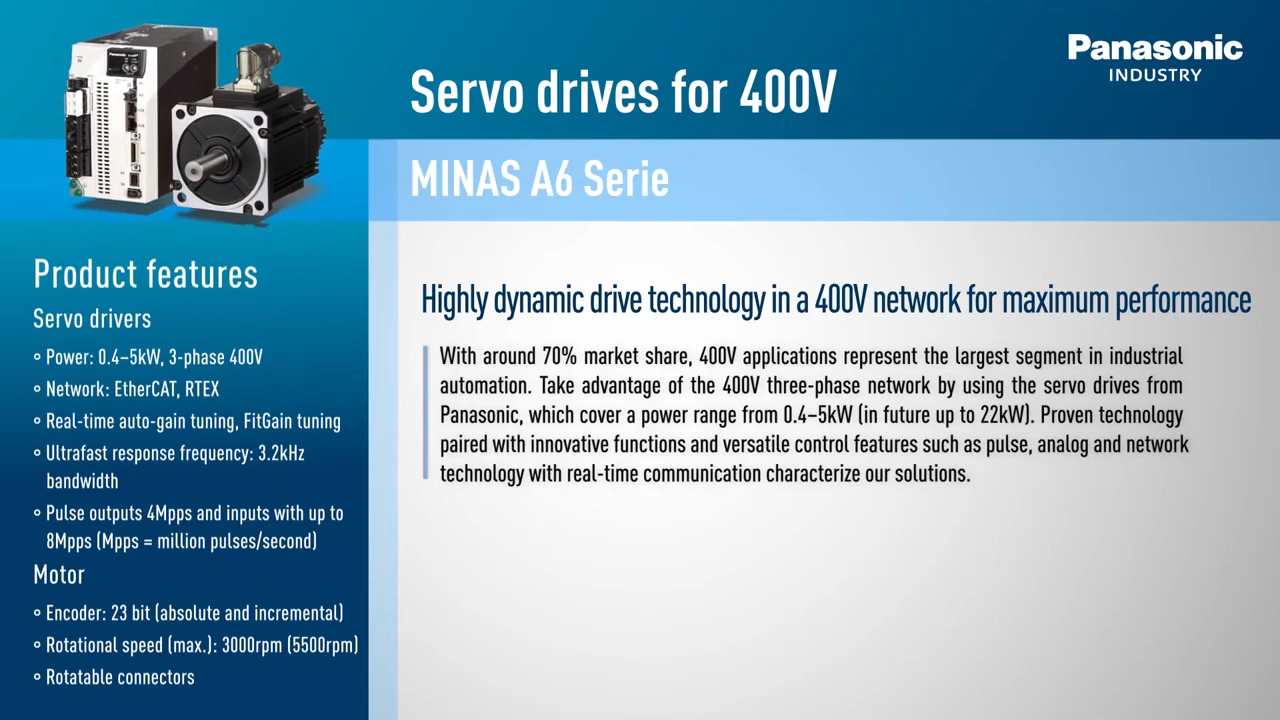 Panasonic
INDUSTRY
Servo drives for 400V
MINAS A6 Serie
Product features
Servo drivers
∘ Power: 0.4–5kW, 3-phase 400V
∘ Network: EtherCAT, RTEX
∘ Real-time auto-gain tuning, FitGain tuning
∘ Ultrafast response frequency: 3.2kHz
bandwidth
∘ Pulse outputs 4Mpps and inputs with up to
8Mpps (Mpps = million pulses/second)
Motor
∘ Encoder: 23 bit (absolute and incremental)
∘ Rotational speed (max.): 3000rpm (5500rpm)
∘ Rotatable connectors
Highly dynamic drive technology in a 400V network for maximum performance
With around 70% market share, 400V applications represent the largest segment in industrial
automation. Take advantage of the 400V three-phase network by using the servo drives from
Panasonic, which cover a power range from 0.4–5kW (in future up to 22kW). Proven technology
paired with innovative functions and versatile control features such as pulse, analog and network
technology with real-time communication characterize our solutions.
Panasonic